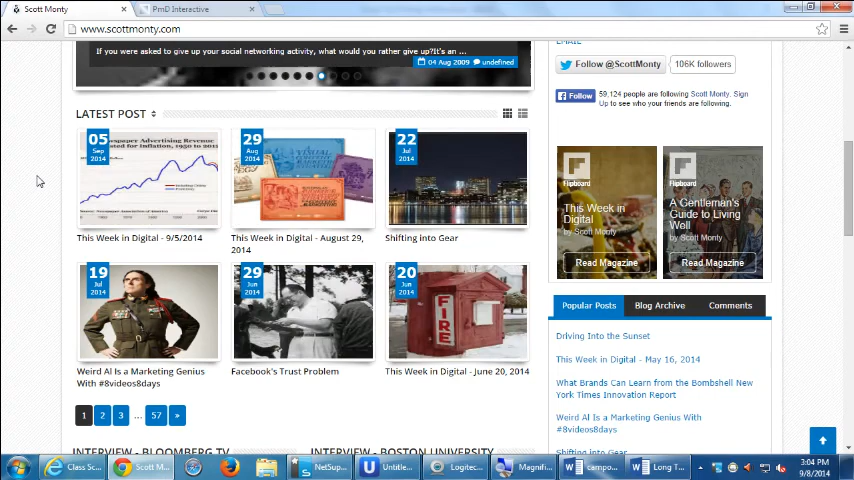 Scott Monty
PmD Interactive
www.scottmonty.com
If you were asked to give up your social networking activity, what would you rather give up?It's an ...
04 Aug 2009 undefined
EMAIL
Follow @ScottMonty 106K followers
Follow 59,124 people are following Scott Monty. Sign
Up to see who your friends are following.
LATEST POST
05
Sep
2014
Newspaper Advertising Revenue
This Week in Digital - 9/5/2014
29
Aug
2014
This Week in Digital - August 29,
2014
22
Jul
2014
Shifting into Gear
Flipboard
This Week in
Digital
by Scott Monty
Read Magazine
Flipboard
A Gentleman's
Guide to Living
Well
by Scott Monty
Read Magazine
19
Jul
2014
Weird Al Is a Marketing Genius
With #8videos8days
29
Jun
2014
Facebook's Trust Problem
20
Jun
2014
FIRE
This Week in Digital - June 20, 2014
Popular Posts Blog Archive Comments
Driving Into the Sunset
This Week in Digital - May 16, 2014
What Brands Can Learn from the Bombshell New
York Times Innovation Report
Weird Al Is a Marketing Genius With
#8videos8days
Shifting into Gear
1 2 3 ... 57 »
INTERVIEW - BLOOMBERG TV
INTERVIEW - BOSTON UNIVERSITY
Class Sc...
Scott M...
NetSup...
Untitle...
Logitec...
Magnifi...
campo...
Long T...
3:04 PM
9/8/2014